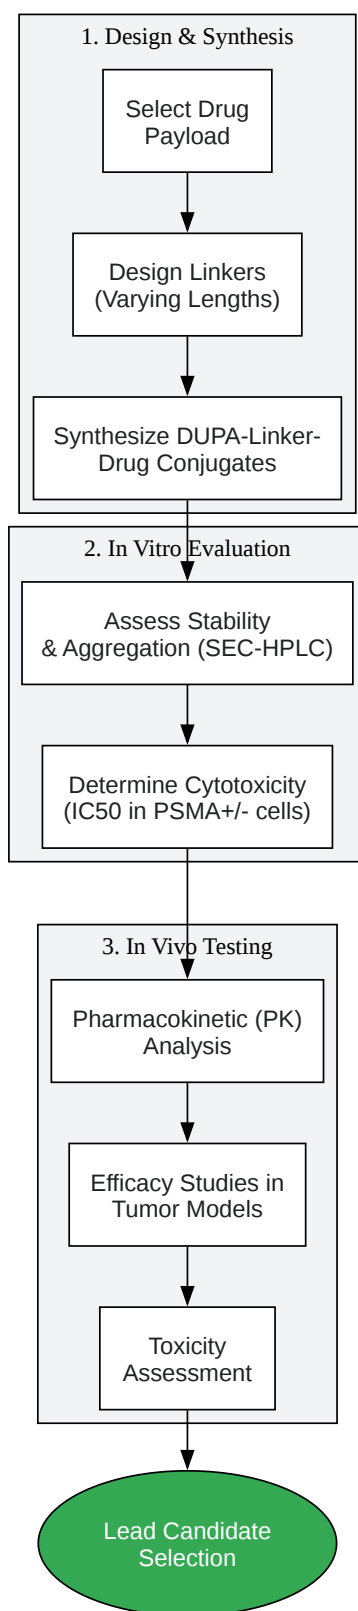 1. Design & Synthesis
Select Drug
Payload
Design Linkers
(Varying Lengths)
Synthesize DUPA-Linker-
Drug Conjugates
2. In Vitro Evaluation
Assess Stability
& Aggregation (SEC-HPLC)
Determine Cytotoxicity
(IC50 in PSMA+/- cells)
3. In Vivo Testing
Pharmacokinetic (PK)
Analysis
Efficacy Studies in
Tumor Models
Toxicity
Assessment
Lead Candidate
Selection